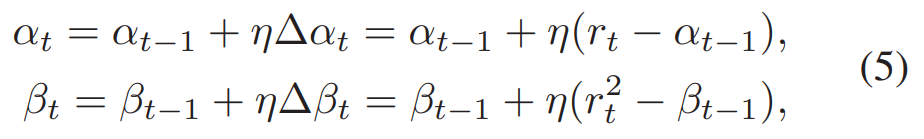 αₜ = αₜ₋₁ + ηΔαₜ = αₜ₋₁ + η(rₜ − αₜ₋₁),
βₜ = βₜ₋₁ + ηΔβₜ = βₜ₋₁ + η(rₜ² − βₜ₋₁),
(5)